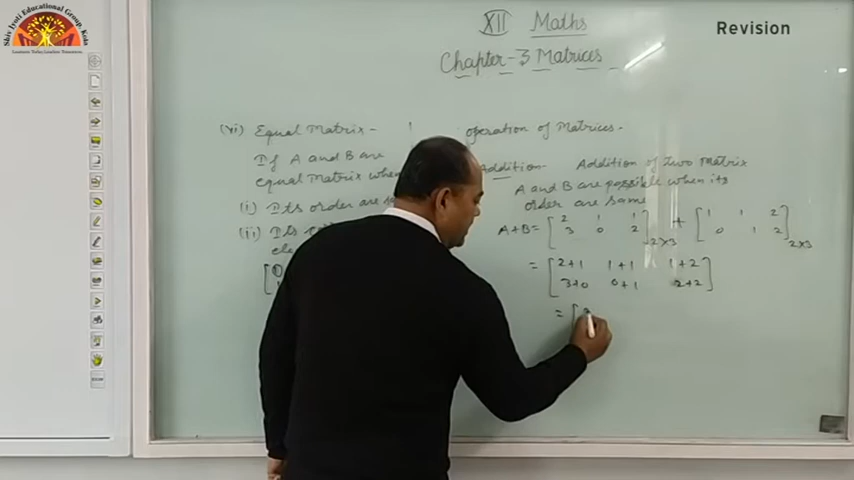 Shiv Jyoti Educational Group, Kota
XII Maths
Revision
Chapter-3 Matrices
(vi) Equal Matrix-
If A and B are
equal Matrix when
(i) Its order are
(ii) Its
operation of Matrices-
Addition- Addition of two Matrix
A and B are possible when its
order are same
A+B= [2 1 1 + [1 1 2
3 0 2]2×3 0 1 2]2×3
= [2+1 1+1 1+2
3+0 0+1 2+2]
= [